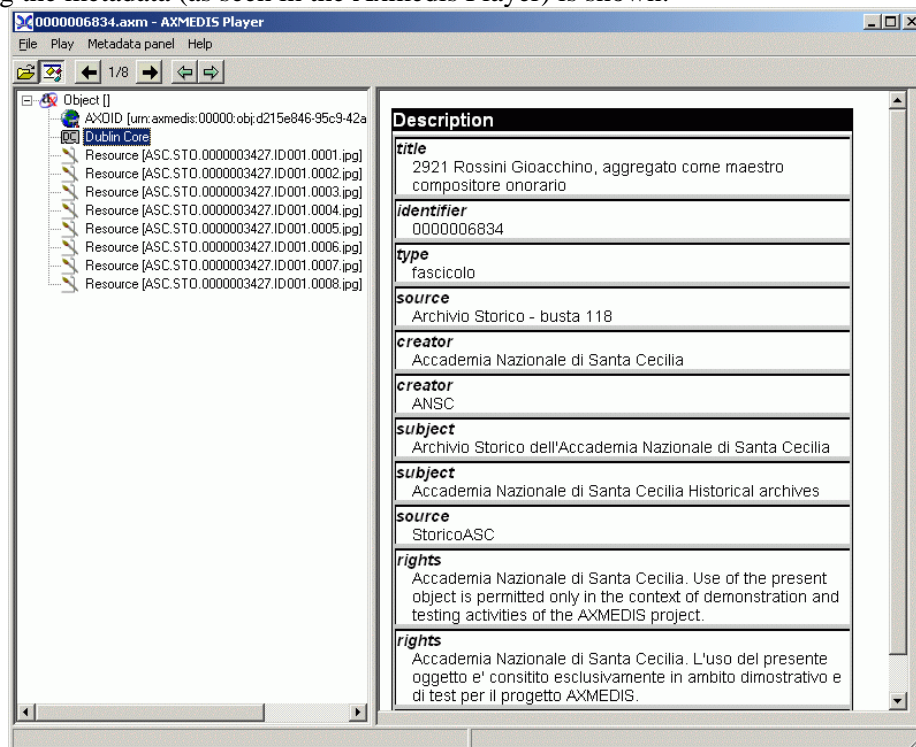 g the metadata (as seen in the Axmedis Player) is shown.
0000006834.axm - AXMEDIS Player
File Play Metadata panel Help
1/8
Object []
AXOID [urn:axmedis:00000:obj:d215e846-95c9-42a
DC Dublin Core
Resource [ASC.STO.0000003427.ID001.0001.jpg]
Resource [ASC.STO.0000003427.ID001.0002.jpg]
Resource [ASC.STO.0000003427.ID001.0003.jpg]
Resource [ASC.STO.0000003427.ID001.0004.jpg]
Resource [ASC.STO.0000003427.ID001.0005.jpg]
Resource [ASC.STO.0000003427.ID001.0006.jpg]
Resource [ASC.STO.0000003427.ID001.0007.jpg]
Resource [ASC.STO.0000003427.ID001.0008.jpg]
Description
title
2921 Rossini Gioacchino, aggregato come maestro
compositore onorario
identifier
0000006834
type
fascicolo
source
Archivio Storico - busta 118
creator
Accademia Nazionale di Santa Cecilia
creator
ANSC
subject
Archivio Storico dell'Accademia Nazionale di Santa Cecilia
subject
Accademia Nazionale di Santa Cecilia Historical archives
source
StoricoASC
rights
Accademia Nazionale di Santa Cecilia. Use of the present
object is permitted only in the context of demonstration and
testing activities of the AXMEDIS project.
rights
Accademia Nazionale di Santa Cecilia. L'uso del presente
oggetto e' consitito esclusivamente in ambito dimostrativo e
di test per il progetto AXMEDIS.